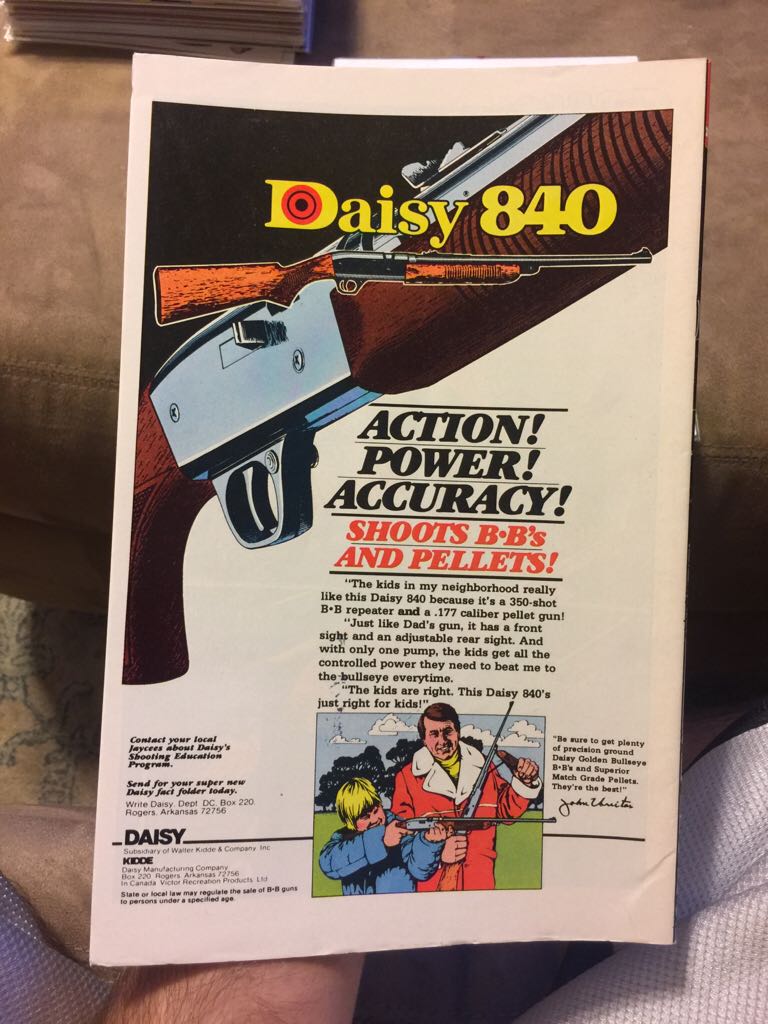 Daisy 840
®
ACTION!
POWER!
ACCURACY!
SHOOTS B•B's
AND PELLETS!
"The kids in my neighborhood really
like this Daisy 840 because it's a 350-shot
B•B repeater and a .177 caliber pellet gun!
"Just like Dad's gun, it has a front
sight and an adjustable rear sight. And
with only one pump, the kids get all the
controlled power they need to beat me to
the bullseye everytime.
"The kids are right. This Daisy 840's
just right for kids!"
Contact your local
Jaycees about Daisy's
Shooting Education
Program.
Send for your super new
Daisy fact folder today.
Write Daisy, Dept DC, Box 220,
Rogers, Arkansas 72756
"Be sure to get plenty
of precision ground
Daisy Golden Bullseye
B•B's and Superior
Match Grade Pellets.
They're the best!"
DAISY
Subsidiary of Walter Kidde & Company, Inc
KIDDE
Daisy Manufacturing Company
Box 220 Rogers, Arkansas 72756
In Canada Victor Recreation Products, Ltd
State or local law may regulate the sale of B•B guns
to persons under a specified age.